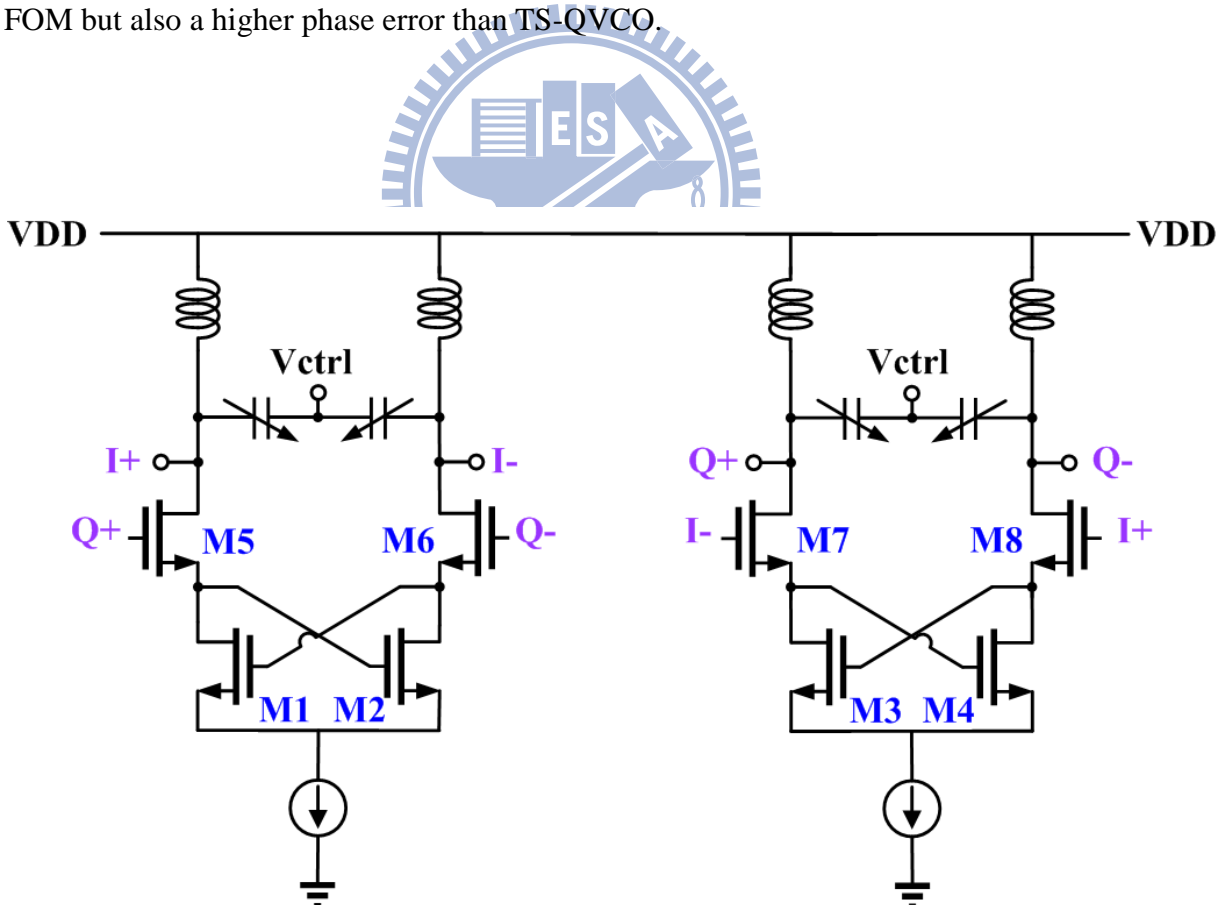 FOM but also a higher phase error than TS-QVCO.
E S A
VDD VDD
Vctrl Vctrl
I+ I- Q+ Q-
Q+ M5 M6 Q- I- M7 M8 I+
M1 M2 M3 M4